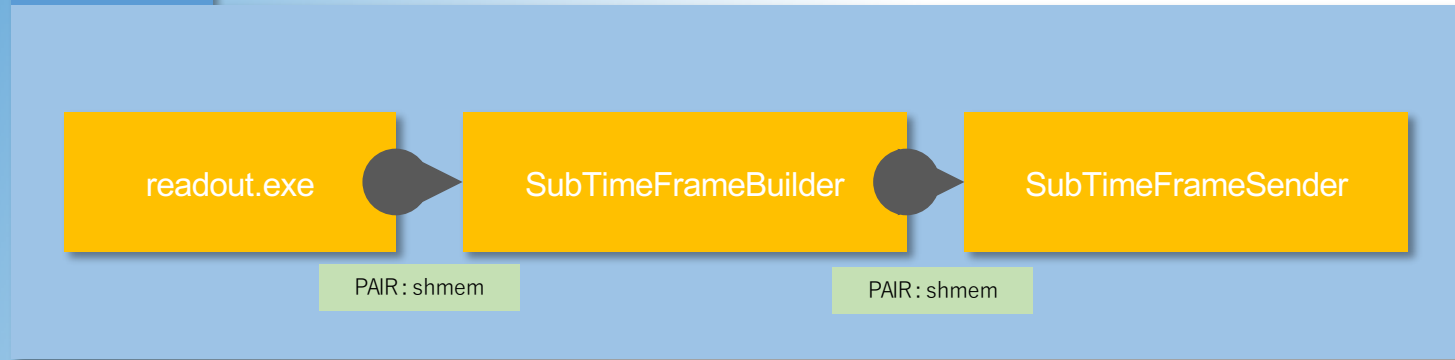 readout.exe
SubTimeFrameBuilder
SubTimeFrameSender
PAIR: shmem
PAIR: shmem